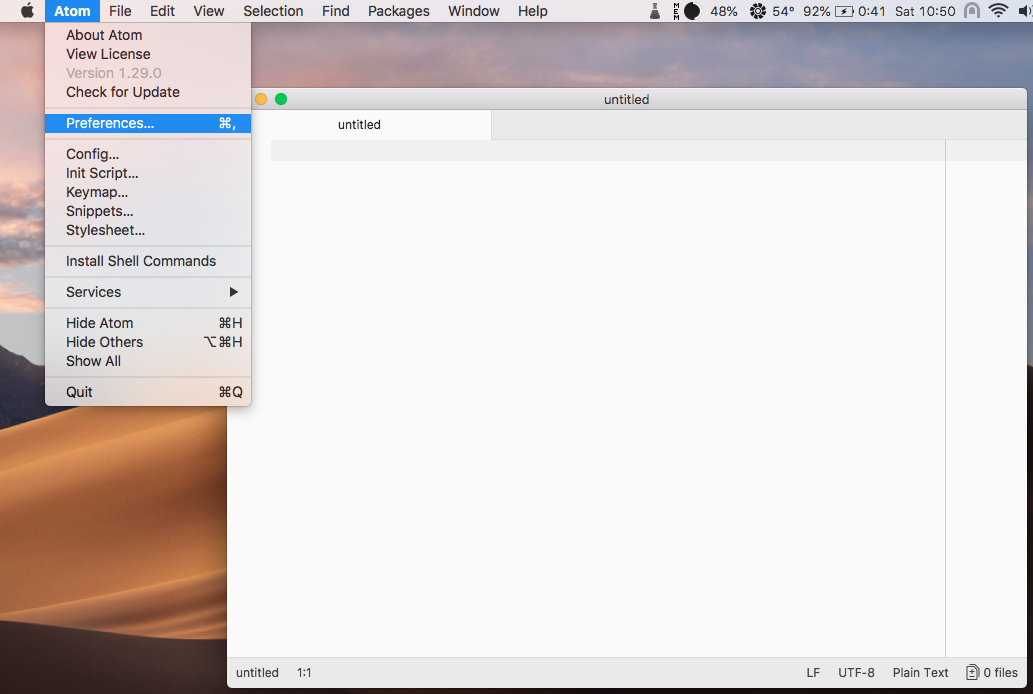 Atom File Edit View Selection Find Packages Window Help MEM 48% 54° 92% 0:41 Sat 10:50
About Atom
View License
Version 1.29.0
Check for Update
Preferences... ⌘,
Config...
Init Script...
Keymap...
Snippets...
Stylesheet...
Install Shell Commands
Services ▶
Hide Atom ⌘H
Hide Others ⌥⌘H
Show All
Quit ⌘Q
untitled
untitled
untitled 1:1 LF UTF-8 Plain Text 0 files